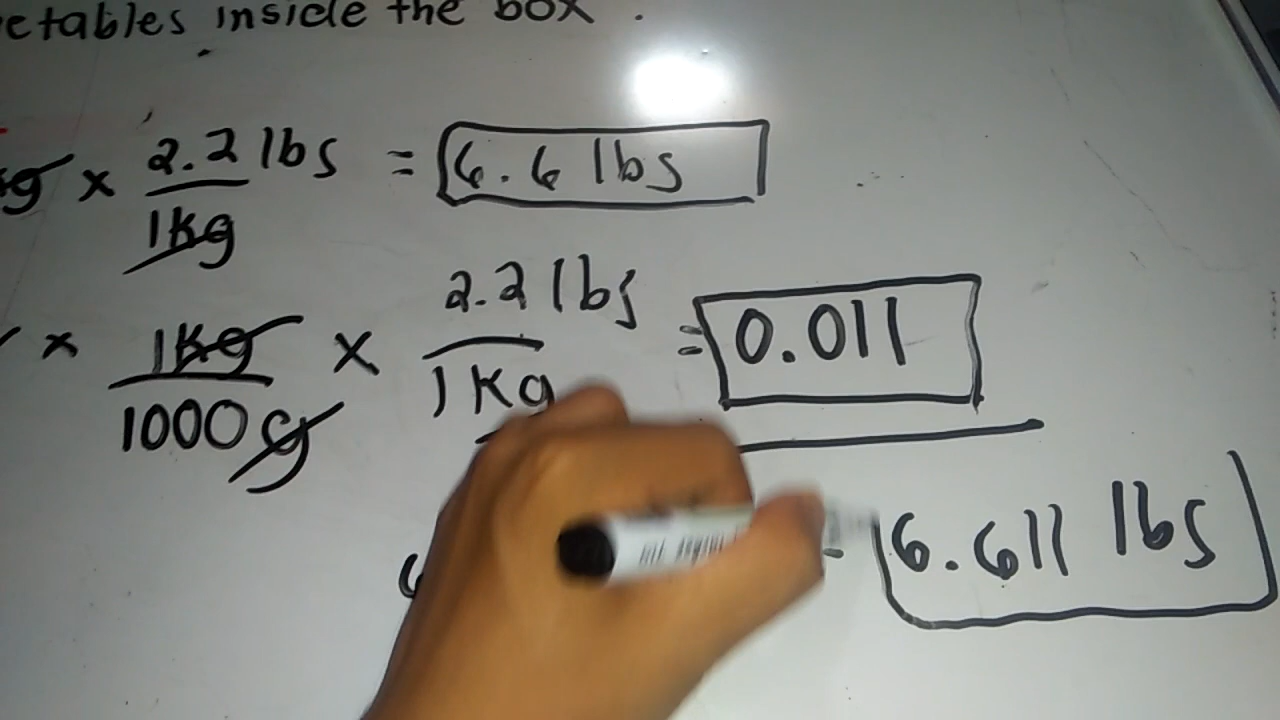 etables inside the box .
g x 2.2 lbs = 6.6 lbs
1kg
x 1kg x 2.2 lbs = 0.011
1000g 1kg
= 6.611 lbs